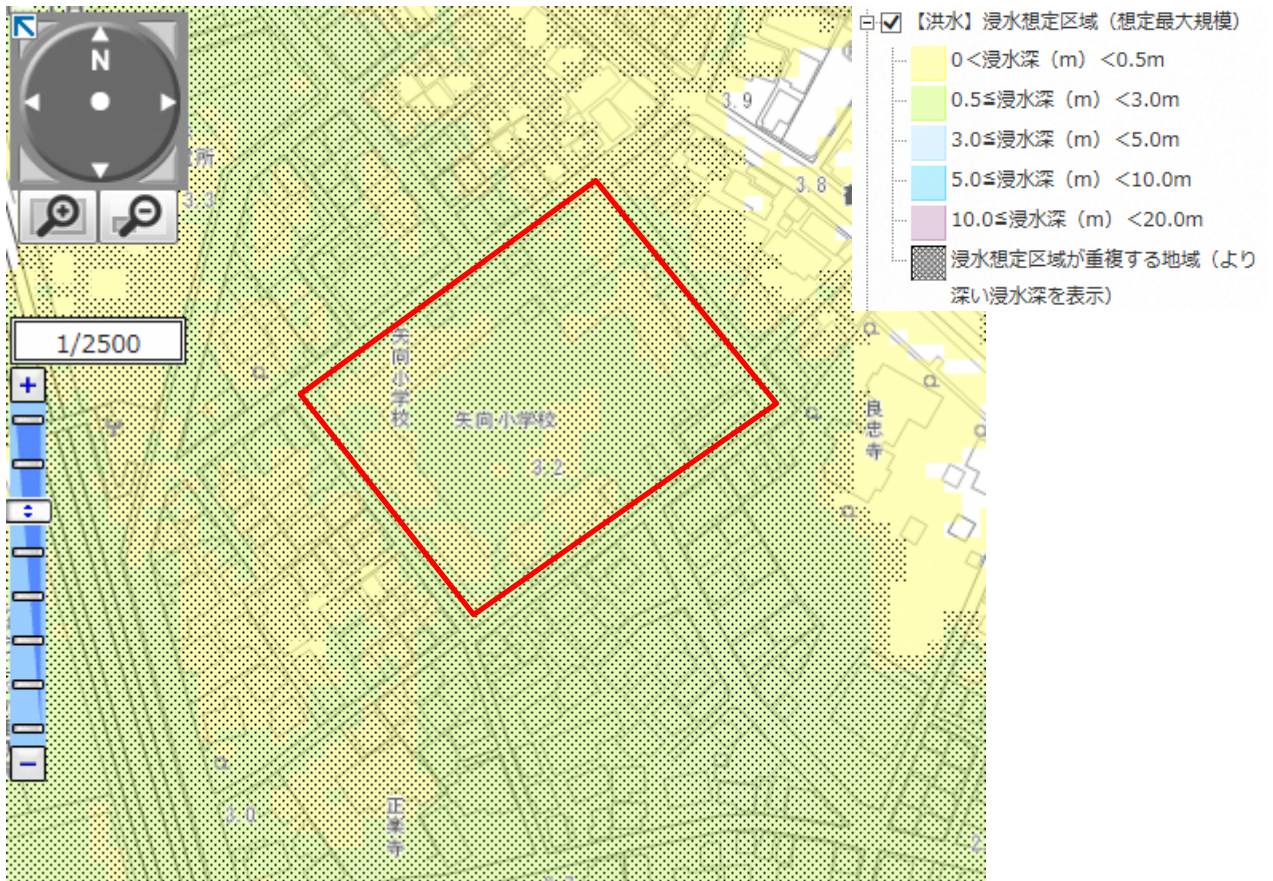 【洪水】浸水想定区域（想定最大規模）
0＜浸水深（m）＜0.5m
0.5≦浸水深（m）＜3.0m
3.0≦浸水深（m）＜5.0m
5.0≦浸水深（m）＜10.0m
10.0≦浸水深（m）＜20.0m
浸水想定区域が重複する地域（より
深い浸水深を表示）
N
3.9
所
3.8
3.3
1/2500
+
矢向小学校
矢向小学校
良忠寺
3.2
−
3.0
正楽寺